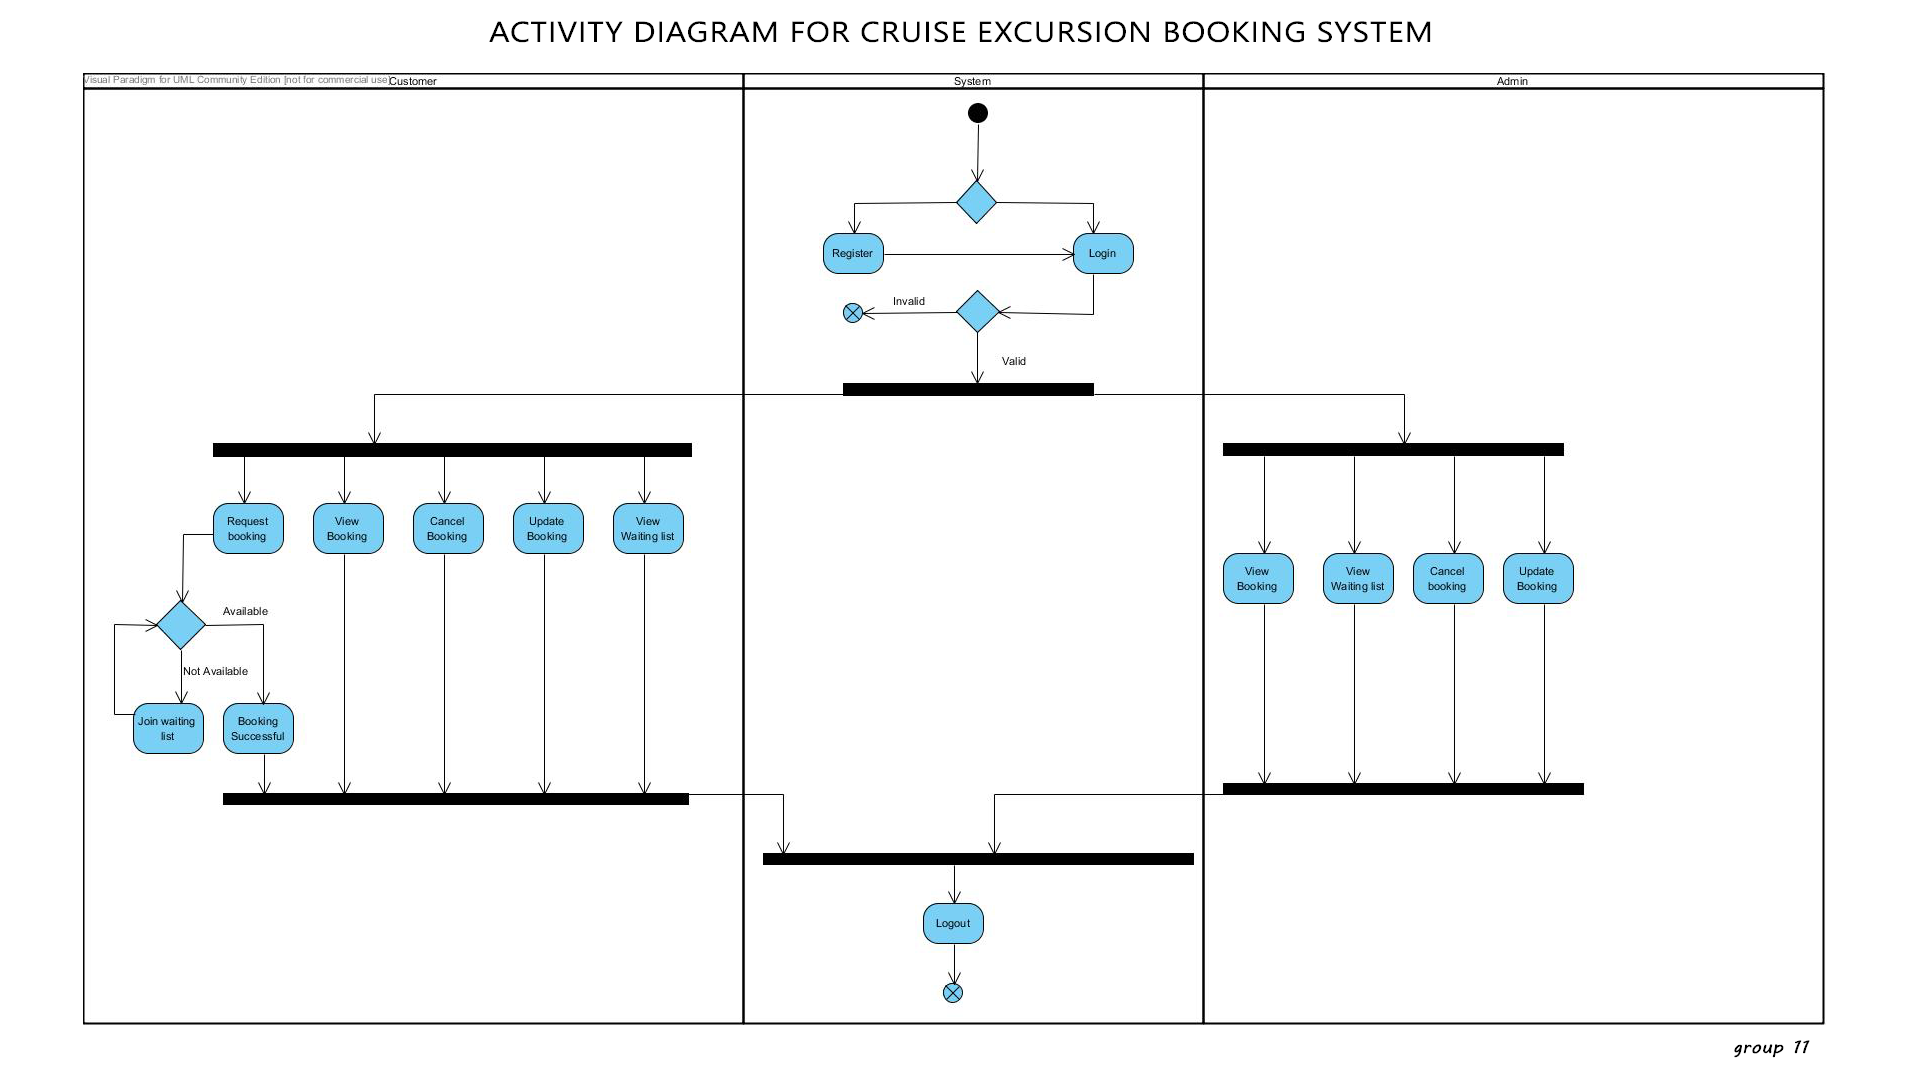 ACTIVITY DIAGRAM FOR CRUISE EXCURSION BOOKING SYSTEM
Visual Paradigm for UML Community Edition [not for commercial use]
Customer
System
Admin
Register
Login
Invalid
Valid
Request
booking
View
Booking
Cancel
Booking
Update
Booking
View
Waiting list
View
Booking
View
Waiting list
Cancel
booking
Update
Booking
Available
Not Available
Join waiting
list
Booking
Successful
Logout
group 11